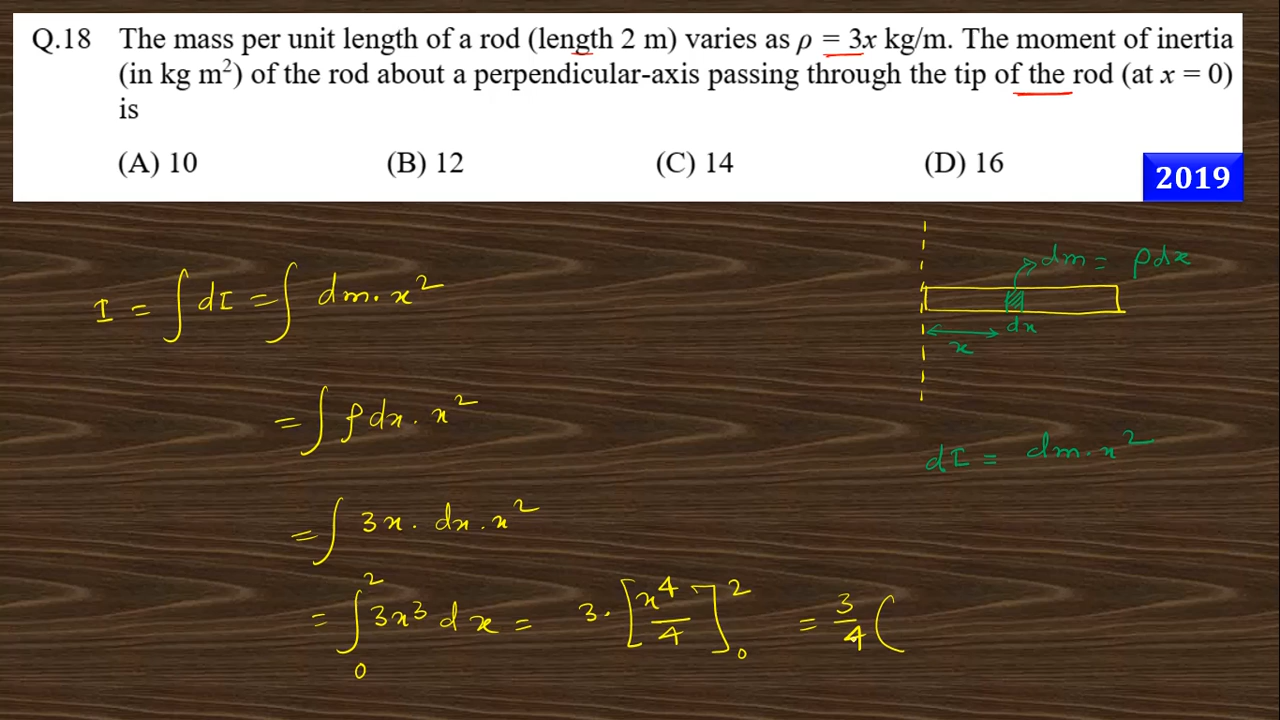 Q.18 The mass per unit length of a rod (length 2 m) varies as ρ = 3x kg/m. The moment of inertia
(in kg m²) of the rod about a perpendicular-axis passing through the tip of the rod (at x = 0)
is
(A) 10 (B) 12 (C) 14 (D) 16
2019
dm = ρdx
I = ∫ dI = ∫ dm. x²
dx
x
= ∫ ρdx . x²
dI = dm. x²
= ∫ 3x. dx . x²
= ∫₀² 3x³ dx = 3. [x⁴/4]₀² = 3/4 (